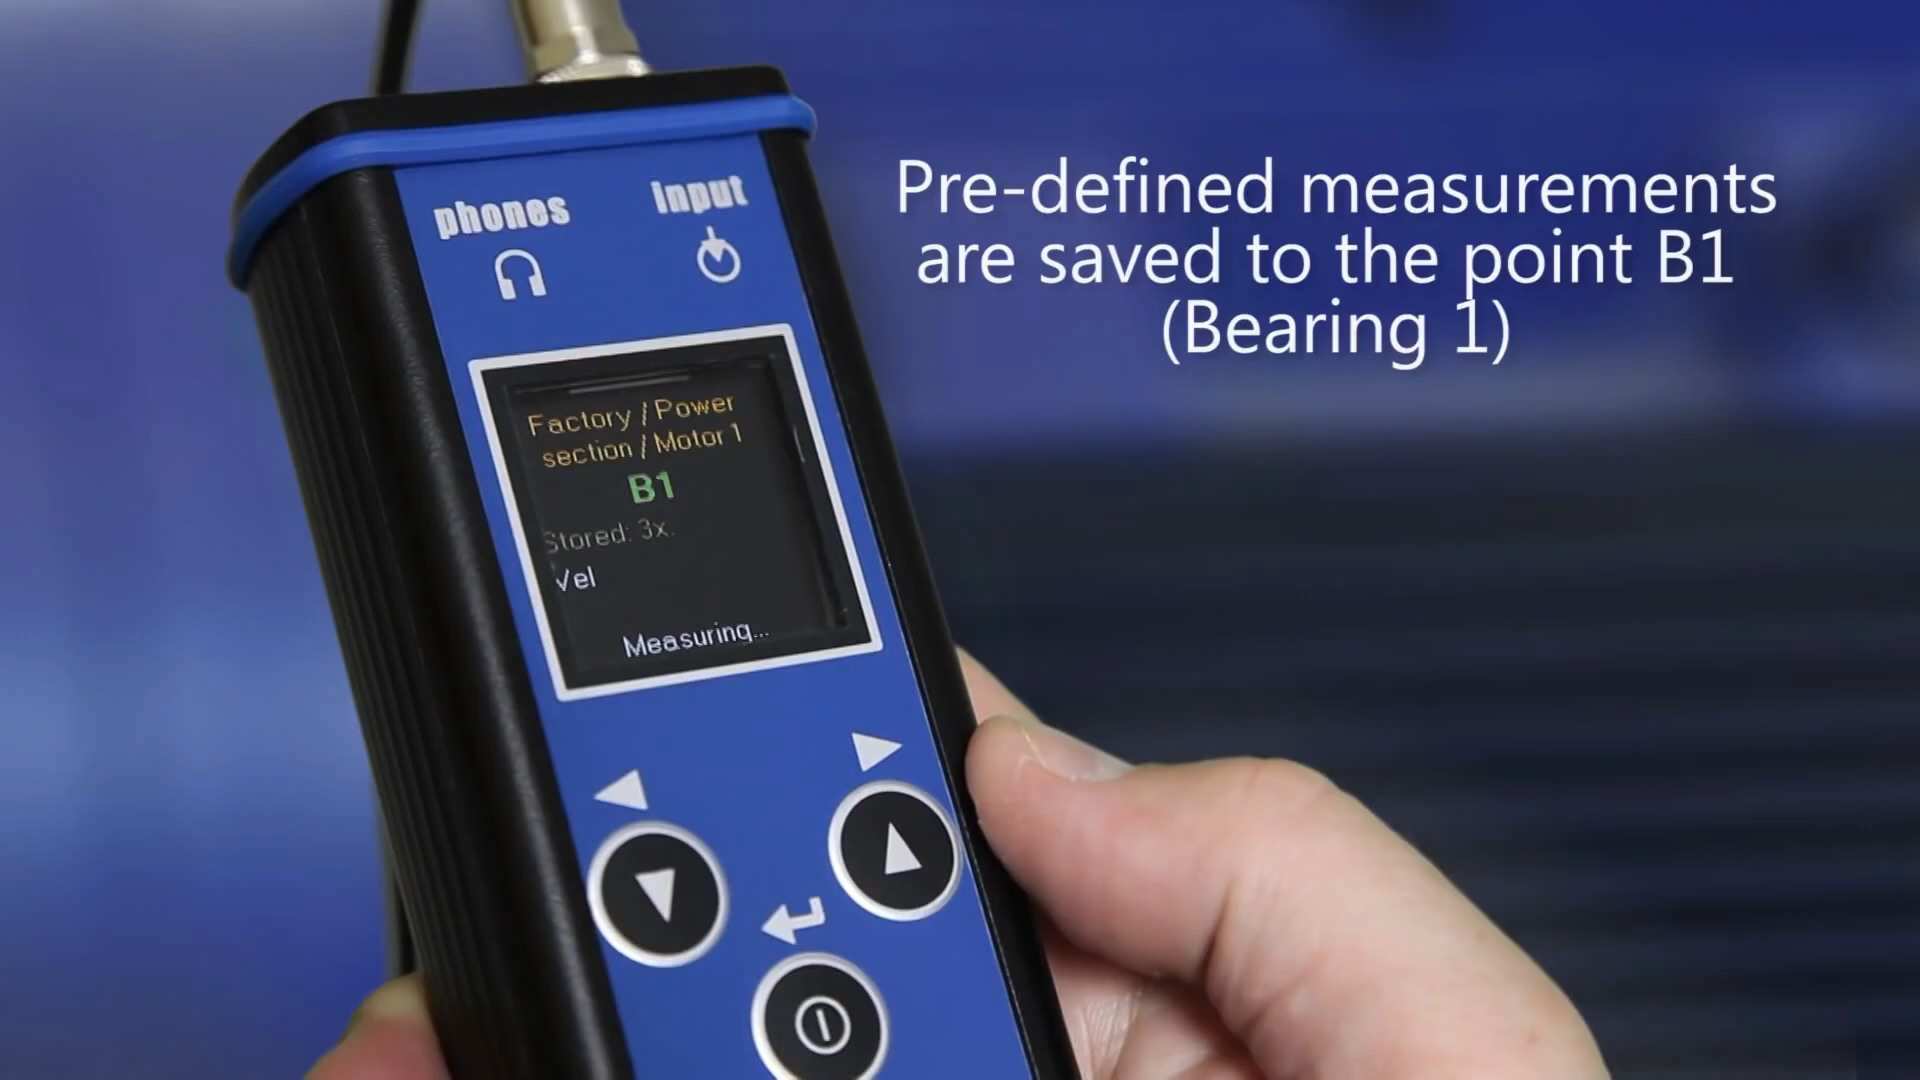 phones
input
Pre-defined measurements
are saved to the point B1
(Bearing 1)
Factory / Power
section / Motor 1
B1
Stored: 3x.
Vel
Measuring...